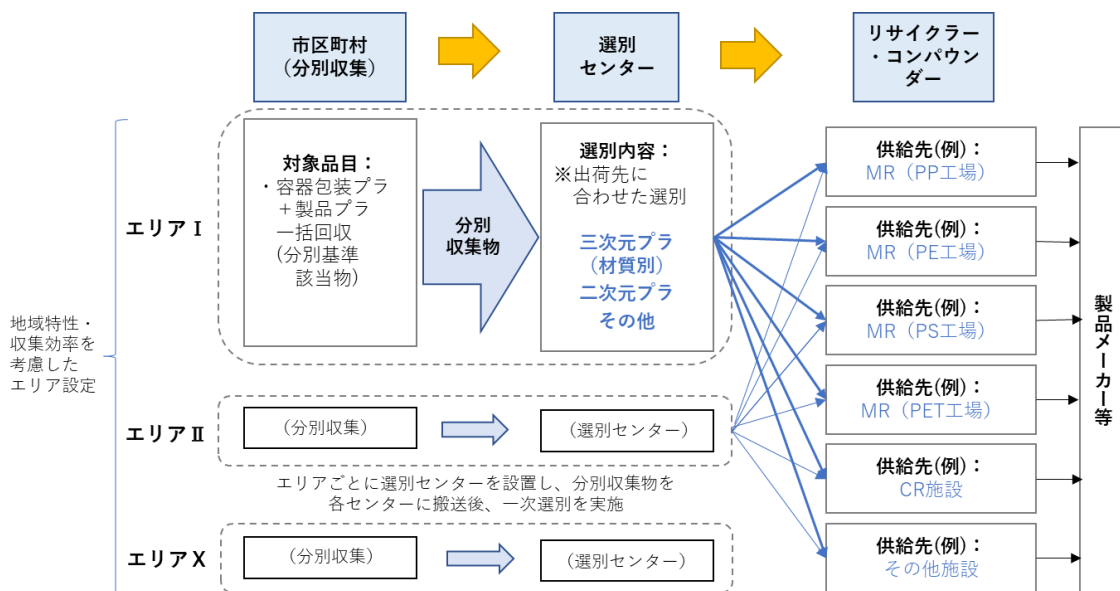 市区町村
（分別収集）
選別
センター
リサイクラー
・コンパウン
ダー
地域特性・
収集効率を
考慮した
エリア設定
エリアⅠ
対象品目：
・容器包装プラ
＋製品プラ
一括回収
(分別基準
該当物)
分別
収集物
選別内容：
※出荷先に
合わせた選別
三次元プラ
（材質別）
二次元プラ
その他
エリアⅡ
（分別収集）
（選別センター）
エリアごとに選別センターを設置し、分別収集物を
各センターに搬送後、一次選別を実施
エリアX
（分別収集）
（選別センター）
供給先(例)：
MR（PP工場）
供給先(例)：
MR（PE工場）
供給先(例)：
MR（PS工場）
供給先(例)：
MR（PET工場）
供給先(例)：
CR施設
供給先(例)：
その他施設
製品メーカー等